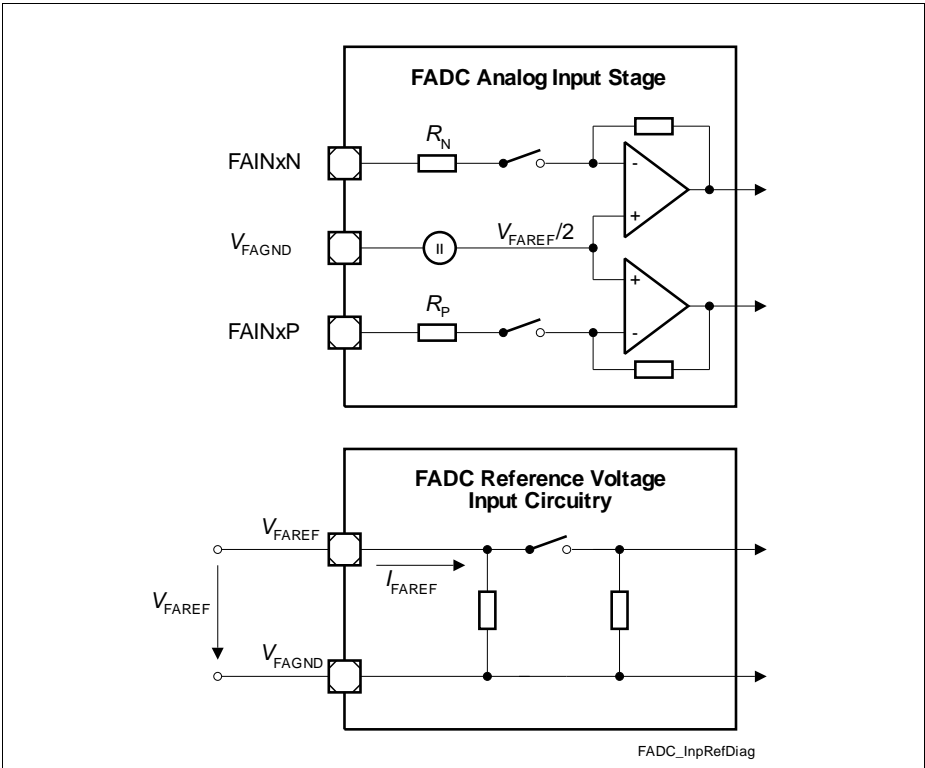 FADC Analog Input Stage
R_N
FAINxN
-
+
V_FAGND
=
V_FAREF/2
+
R_P
FAINxP
-
FADC Reference Voltage
Input Circuitry
V_FAREF
I_FAREF
V_FAREF
V_FAGND
FADC_InpRefDiag